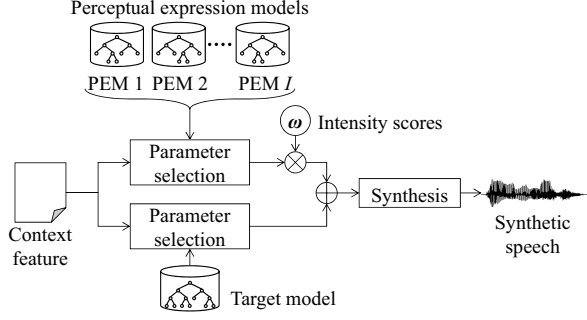 Perceptual expression models
PEM 1 PEM 2 PEM I
ω Intensity scores
Parameter
selection
Context
feature
Parameter
selection
Synthesis
Synthetic
speech
Target model